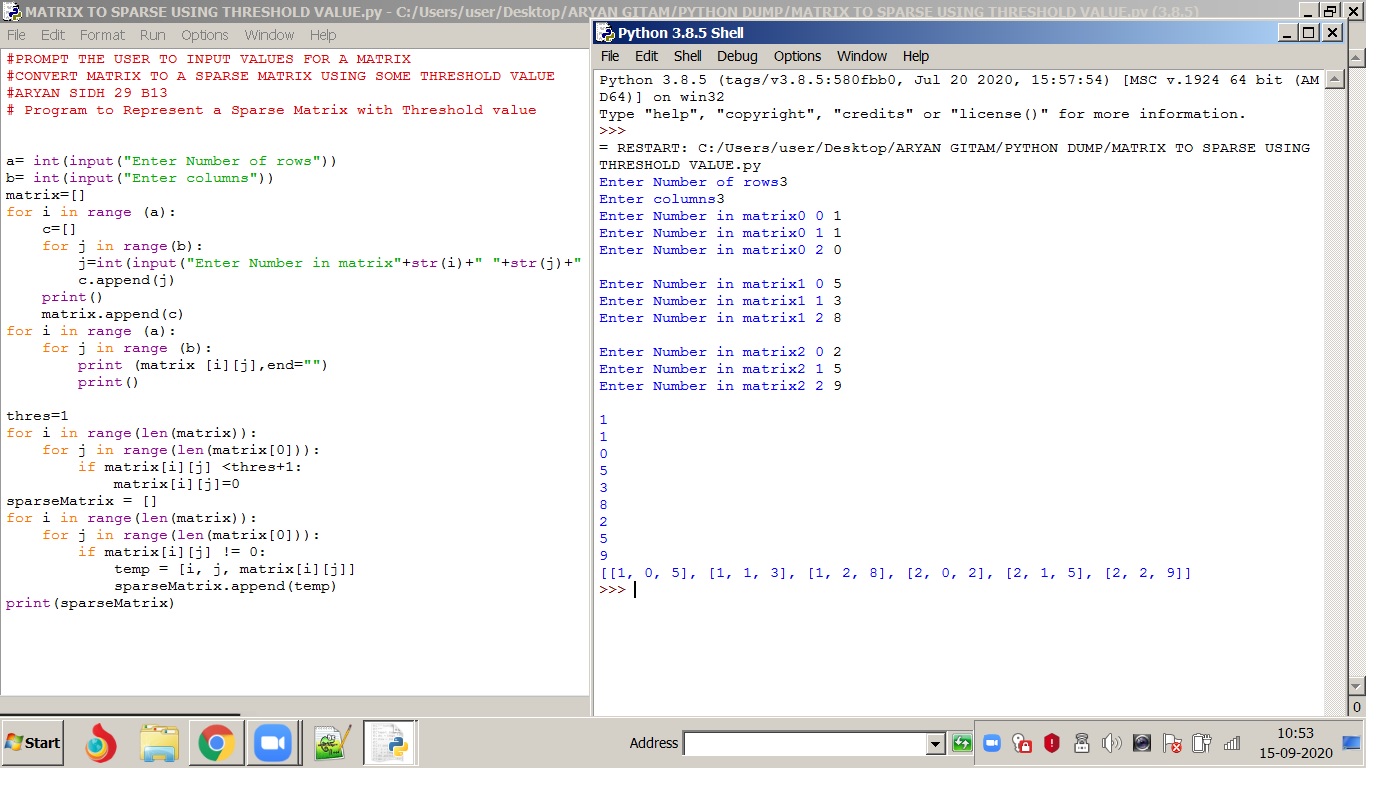 MATRIX TO SPARSE USING THRESHOLD VALUE.py - C:/Users/user/Desktop/ARYAN GITAM/PYTHON DUMP/MATRIX TO SPARSE USING THRESHOLD VALUE.py (3.8.5)
File Edit Format Run Options Window Help
#PROMPT THE USER TO INPUT VALUES FOR A MATRIX
#CONVERT MATRIX TO A SPARSE MATRIX USING SOME THRESHOLD VALUE
#ARYAN SIDH 29 B13
# Program to Represent a Sparse Matrix with Threshold value
a= int(input("Enter Number of rows"))
b= int(input("Enter columns"))
matrix=[]
for i in range (a):
    c=[]
    for j in range(b):
        j=int(input("Enter Number in matrix"+str(i)+" "+str(j)+"
        c.append(j)
    print()
    matrix.append(c)
for i in range (a):
    for j in range (b):
        print (matrix [i][j],end="")
        print()
thres=1
for i in range(len(matrix)):
    for j in range(len(matrix[0])):
        if matrix[i][j] <thres+1:
            matrix[i][j]=0
sparseMatrix = []
for i in range(len(matrix)):
    for j in range(len(matrix[0])):
        if matrix[i][j] != 0:
            temp = [i, j, matrix[i][j]]
            sparseMatrix.append(temp)
print(sparseMatrix)
Python 3.8.5 Shell
File Edit Shell Debug Options Window Help
Python 3.8.5 (tags/v3.8.5:580fbb0, Jul 20 2020, 15:57:54) [MSC v.1924 64 bit (AM
D64)] on win32
Type "help", "copyright", "credits" or "license()" for more information.
>>>
= RESTART: C:/Users/user/Desktop/ARYAN GITAM/PYTHON DUMP/MATRIX TO SPARSE USING
THRESHOLD VALUE.py
Enter Number of rows3
Enter columns3
Enter Number in matrix0 0 1
Enter Number in matrix0 1 1
Enter Number in matrix0 2 0
Enter Number in matrix1 0 5
Enter Number in matrix1 1 3
Enter Number in matrix1 2 8
Enter Number in matrix2 0 2
Enter Number in matrix2 1 5
Enter Number in matrix2 2 9
1
1
0
5
3
8
2
5
9
[[1, 0, 5], [1, 1, 3], [1, 2, 8], [2, 0, 2], [2, 1, 5], [2, 2, 9]]
>>>
0
Start
Address
10:53
15-09-2020